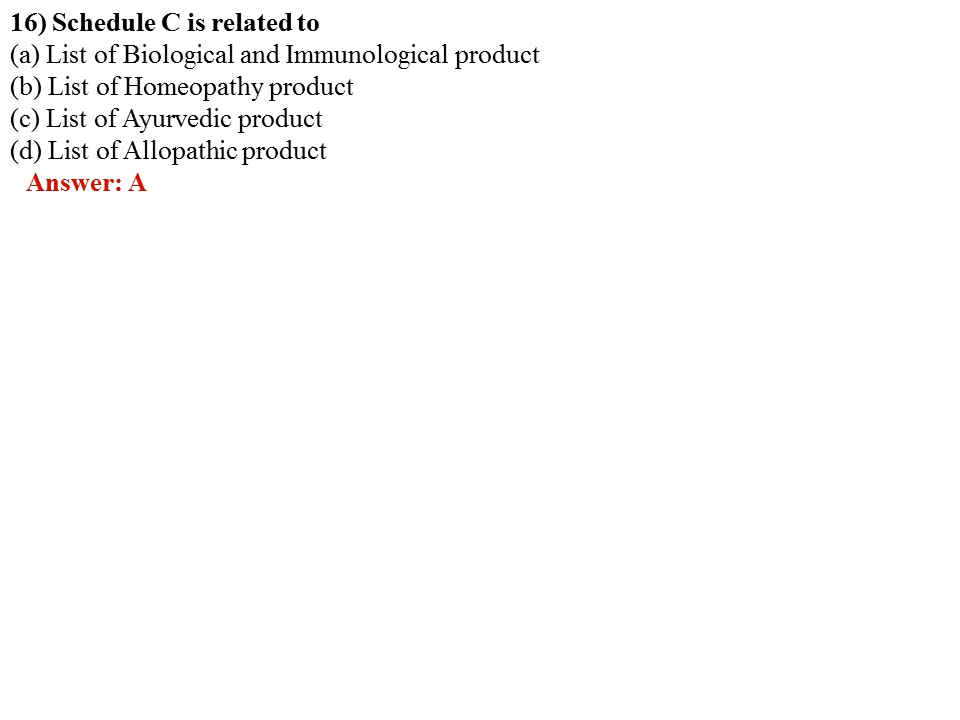 16) Schedule C is related to
(a) List of Biological and Immunological product
(b) List of Homeopathy product
(c) List of Ayurvedic product
(d) List of Allopathic product
Answer: A